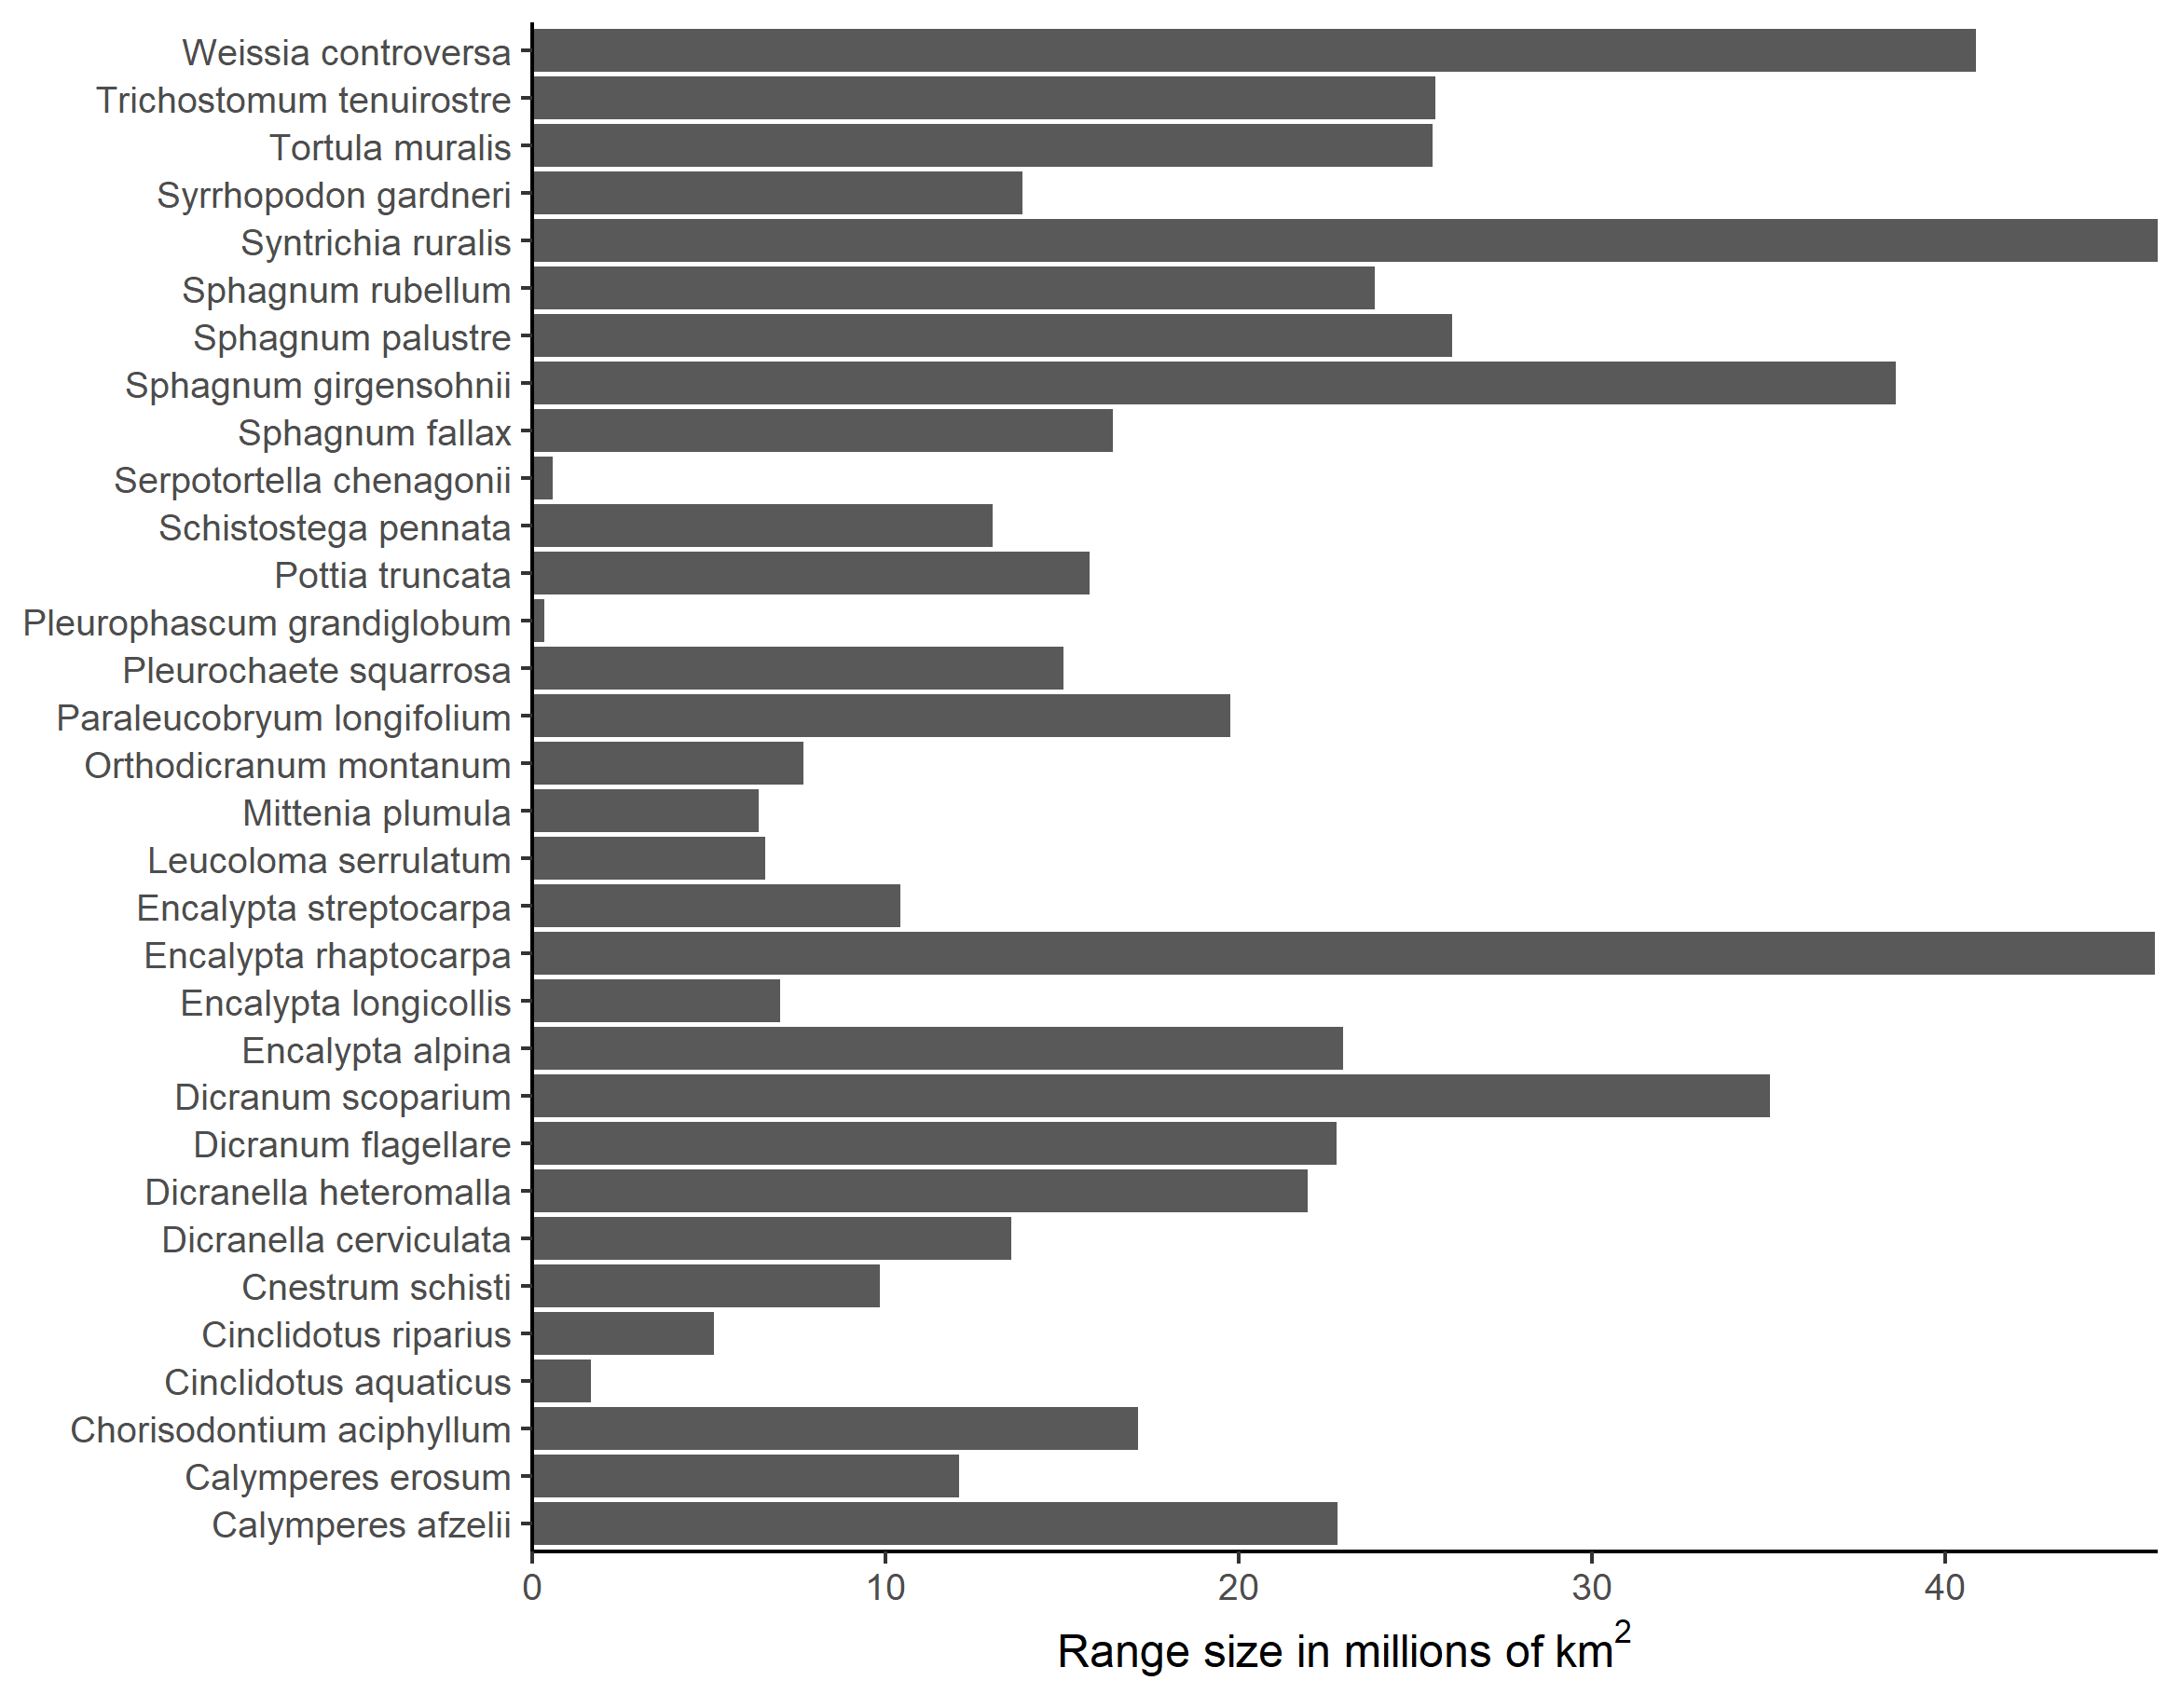 Weissia controversa
Trichostomum tenuirostre
Tortula muralis
Syrrhopodon gardneri
Syntrichia ruralis
Sphagnum rubellum
Sphagnum palustre
Sphagnum girgensohnii
Sphagnum fallax
Serpotortella chenagonii
Schistostega pennata
Pottia truncata
Pleurophascum grandiglobum
Pleurochaete squarrosa
Paraleucobryum longifolium
Orthodicranum montanum
Mittenia plumula
Leucoloma serrulatum
Encalypta streptocarpa
Encalypta rhaptocarpa
Encalypta longicollis
Encalypta alpina
Dicranum scoparium
Dicranum flagellare
Dicranella heteromalla
Dicranella cerviculata
Cnestrum schisti
Cinclidotus riparius
Cinclidotus aquaticus
Chorisodontium aciphyllum
Calymperes erosum
Calymperes afzelii
0 10 20 30 40
Range size in millions of km²